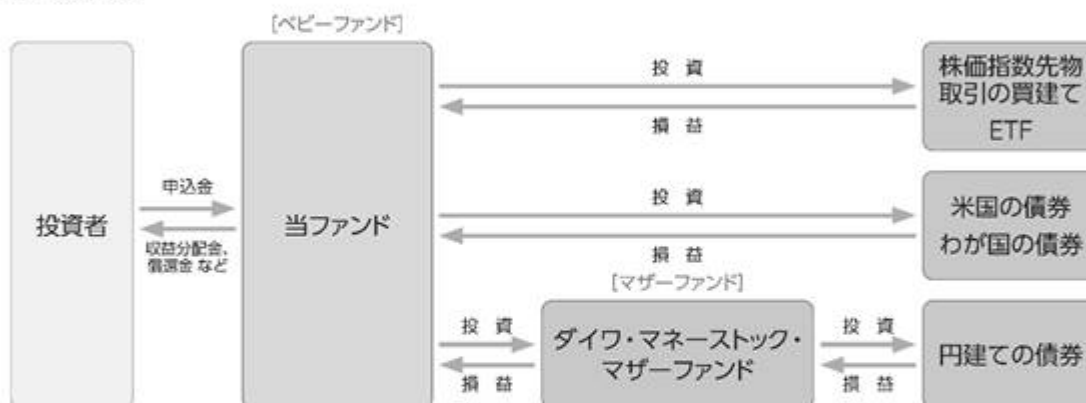 [ベビーファンド]
投資者
申込金
収益分配金、
償還金 など
当ファンド
投 資
損 益
株価指数先物
取引の買建て
ETF
投 資
損 益
米国の債券
わが国の債券
[マザーファンド]
投 資
損 益
ダイワ・マネーストック・
マザーファンド
投 資
損 益
円建ての債券